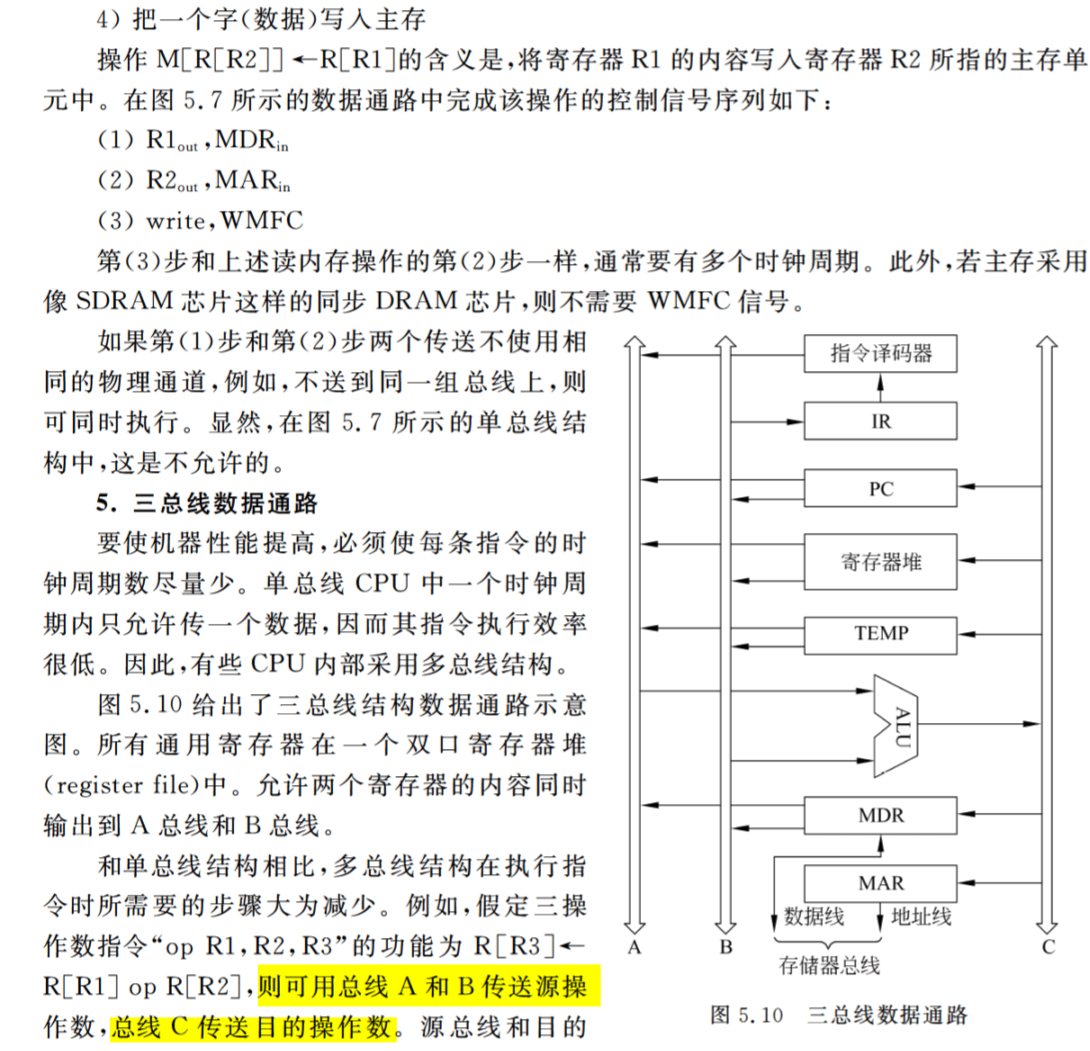 4) 把一个字(数据)写入主存
操作 M[R[R2]]←R[R1]的含义是,将寄存器 R1 的内容写入寄存器 R2 所指的主存单
元中。在图 5.7 所示的数据通路中完成该操作的控制信号序列如下:
(1) R1out,MDRin
(2) R2out,MARin
(3) write,WMFC
第(3)步和上述读内存操作的第(2)步一样,通常要有多个时钟周期。此外,若主存采用
像 SDRAM 芯片这样的同步 DRAM 芯片,则不需要 WMFC 信号。
如果第(1)步和第(2)步两个传送不使用相
同的物理通道,例如,不送到同一组总线上,则
可同时执行。显然,在图 5.7 所示的单总线结
构中,这是不允许的。
5. 三总线数据通路
要使机器性能提高,必须使每条指令的时
钟周期数尽量少。单总线 CPU 中一个时钟周
期内只允许传一个数据,因而其指令执行效率
很低。因此,有些 CPU 内部采用多总线结构。
图 5.10 给出了三总线结构数据通路示意
图。所有通用寄存器在一个双口寄存器堆
(register file)中。允许两个寄存器的内容同时
输出到 A 总线和 B 总线。
和单总线结构相比,多总线结构在执行指
令时所需要的步骤大为减少。例如,假定三操
作数指令“op R1,R2,R3”的功能为 R[R3]←
R[R1] op R[R2],则可用总线 A 和 B 传送源操
作数,总线 C 传送目的操作数。源总线和目的
指令译码器
IR
PC
寄存器堆
TEMP
ALU
MDR
MAR
数据线
地址线
A
B
C
存储器总线
图 5.10 三总线数据通路